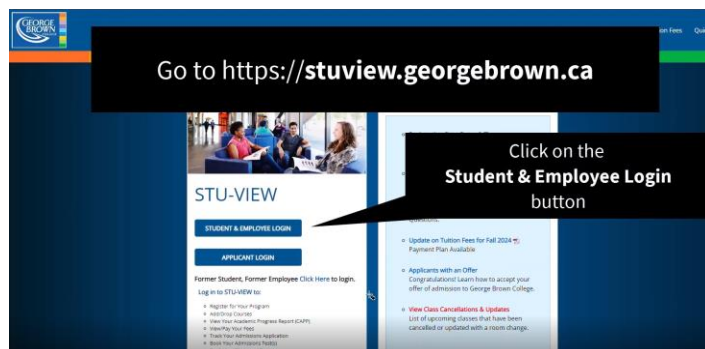 GEORGE
BROWN
on Fees
Go to https://stuview.georgebrown.ca
Click on the
Student & Employee Login
button
STU-VIEW
STUDENT & EMPLOYEE LOGIN
APPLICANT LOGIN
Former Student, Former Employee Click Here to login.
Log in to STU-VIEW to:
Register for Your Program
Add/Drop Courses
View Your Academic Progress Report (CAPP)
View/Pay Your Fees
Track Your Admissions Application
Book Your Admissions Test(s)
Questions.
Update on Tuition Fees for Fall 2024
Payment Plan Available
Applicants with an Offer
Congratulations! Learn how to accept your
offer of admission to George Brown College.
View Class Cancellations & Updates
List of upcoming classes that have been
cancelled or updated with a room change.